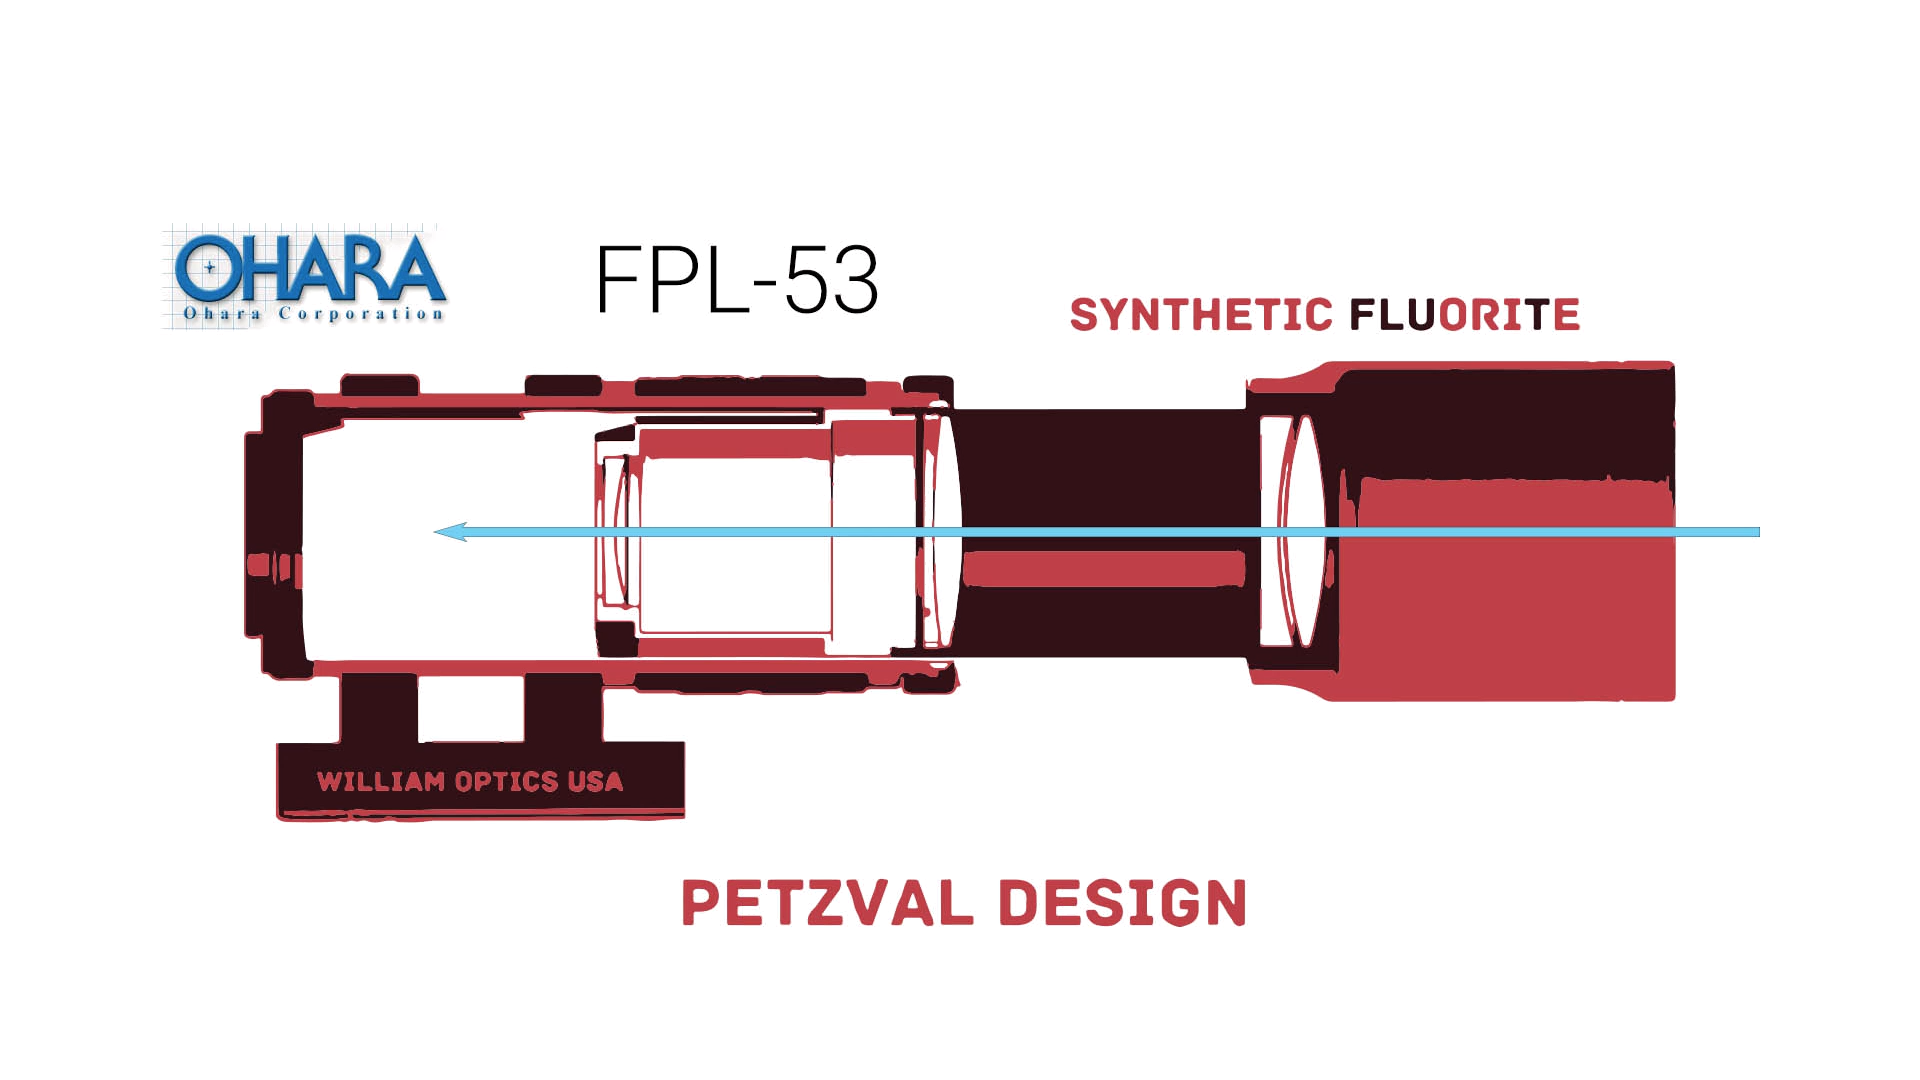 OHARA
Ohara Corporation
FPL-53
SYNTHETIC FLUORITE
WILLIAM OPTICS USA
PETZVAL DESIGN